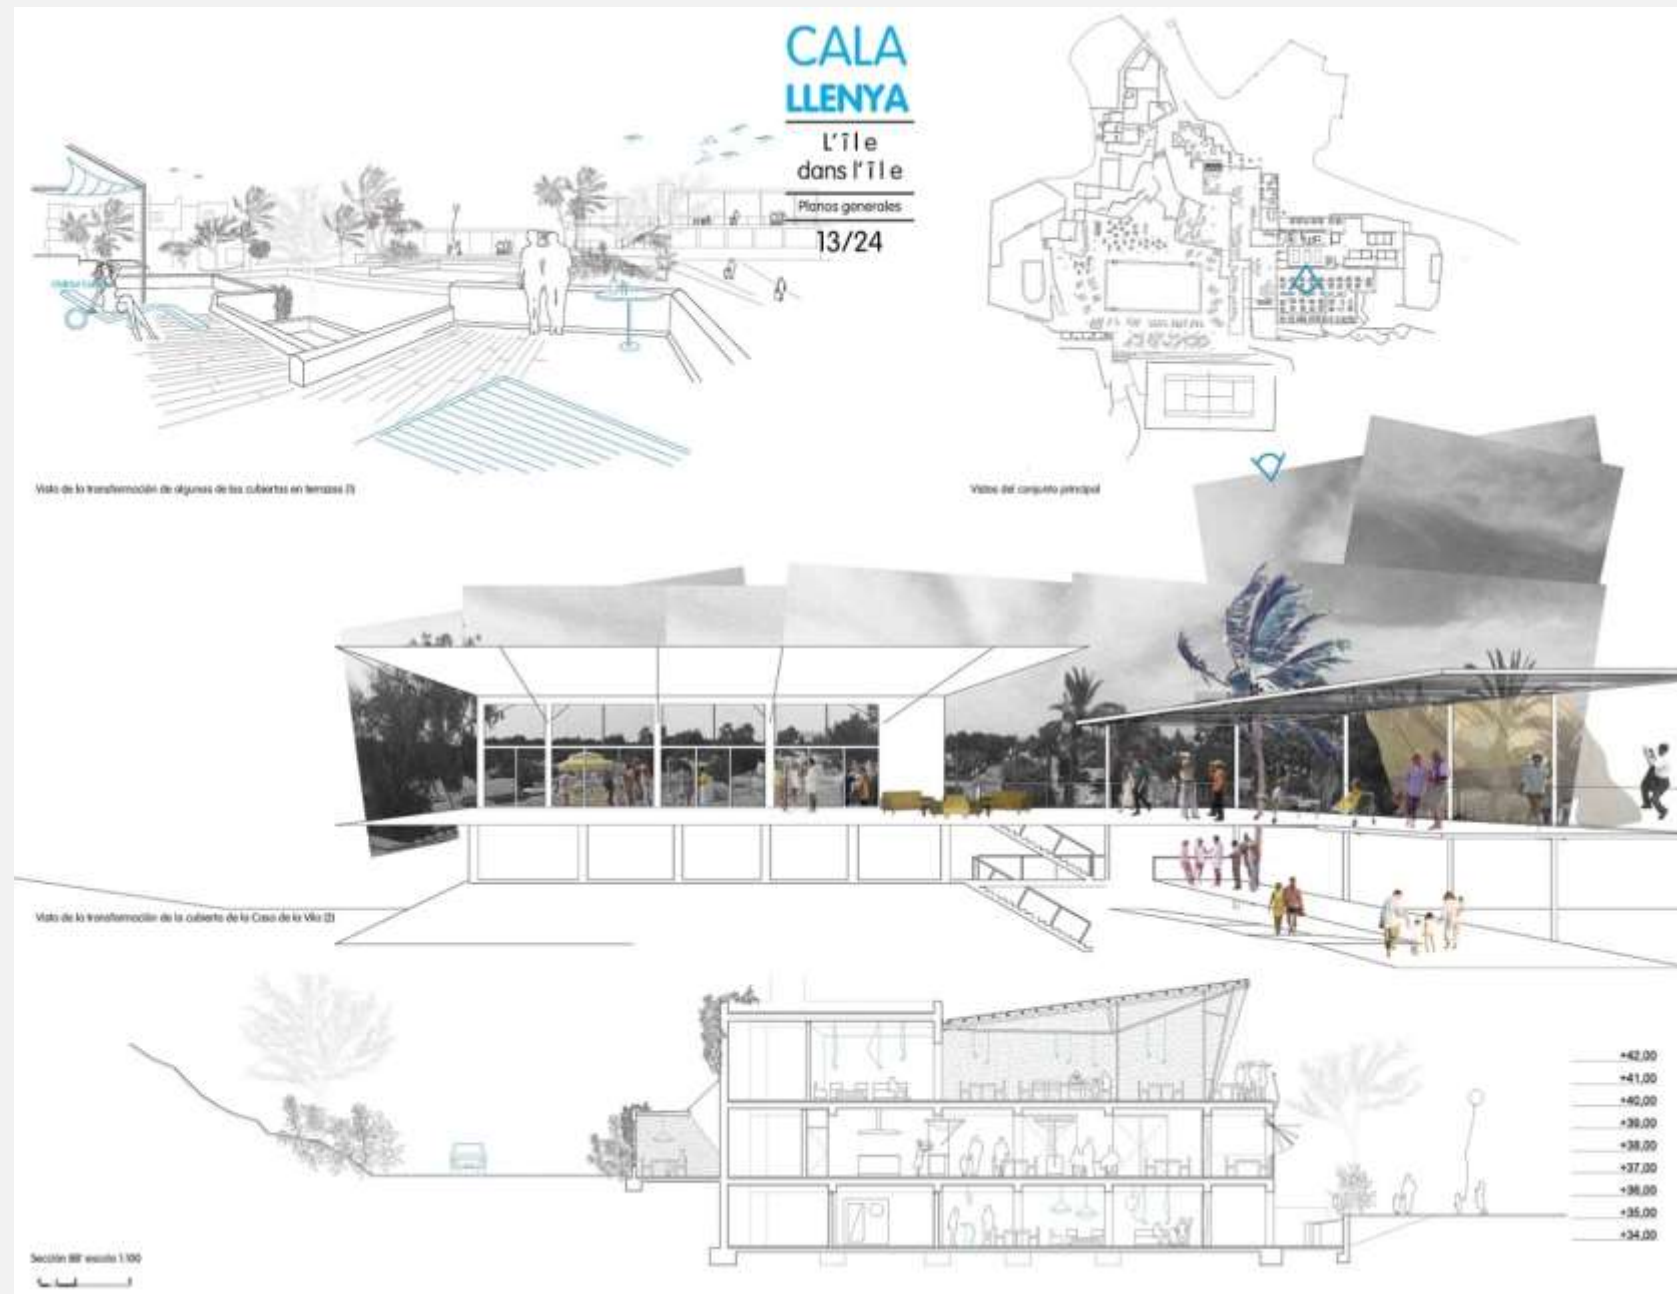 CALA
LLENYA
L'île
dans l'île
Planos generales
13/24
Vista de la transformación de algunas de las cubiertas en terrazas (1)
Vistas del conjunto principal
Vista de la transformación de la cubierta de la Casa de la Vila (2)
+42,00
+41,00
+40,00
+39,00
+38,00
+37,00
+36,00
+35,00
+34,00
Sección BB' escala 1:100